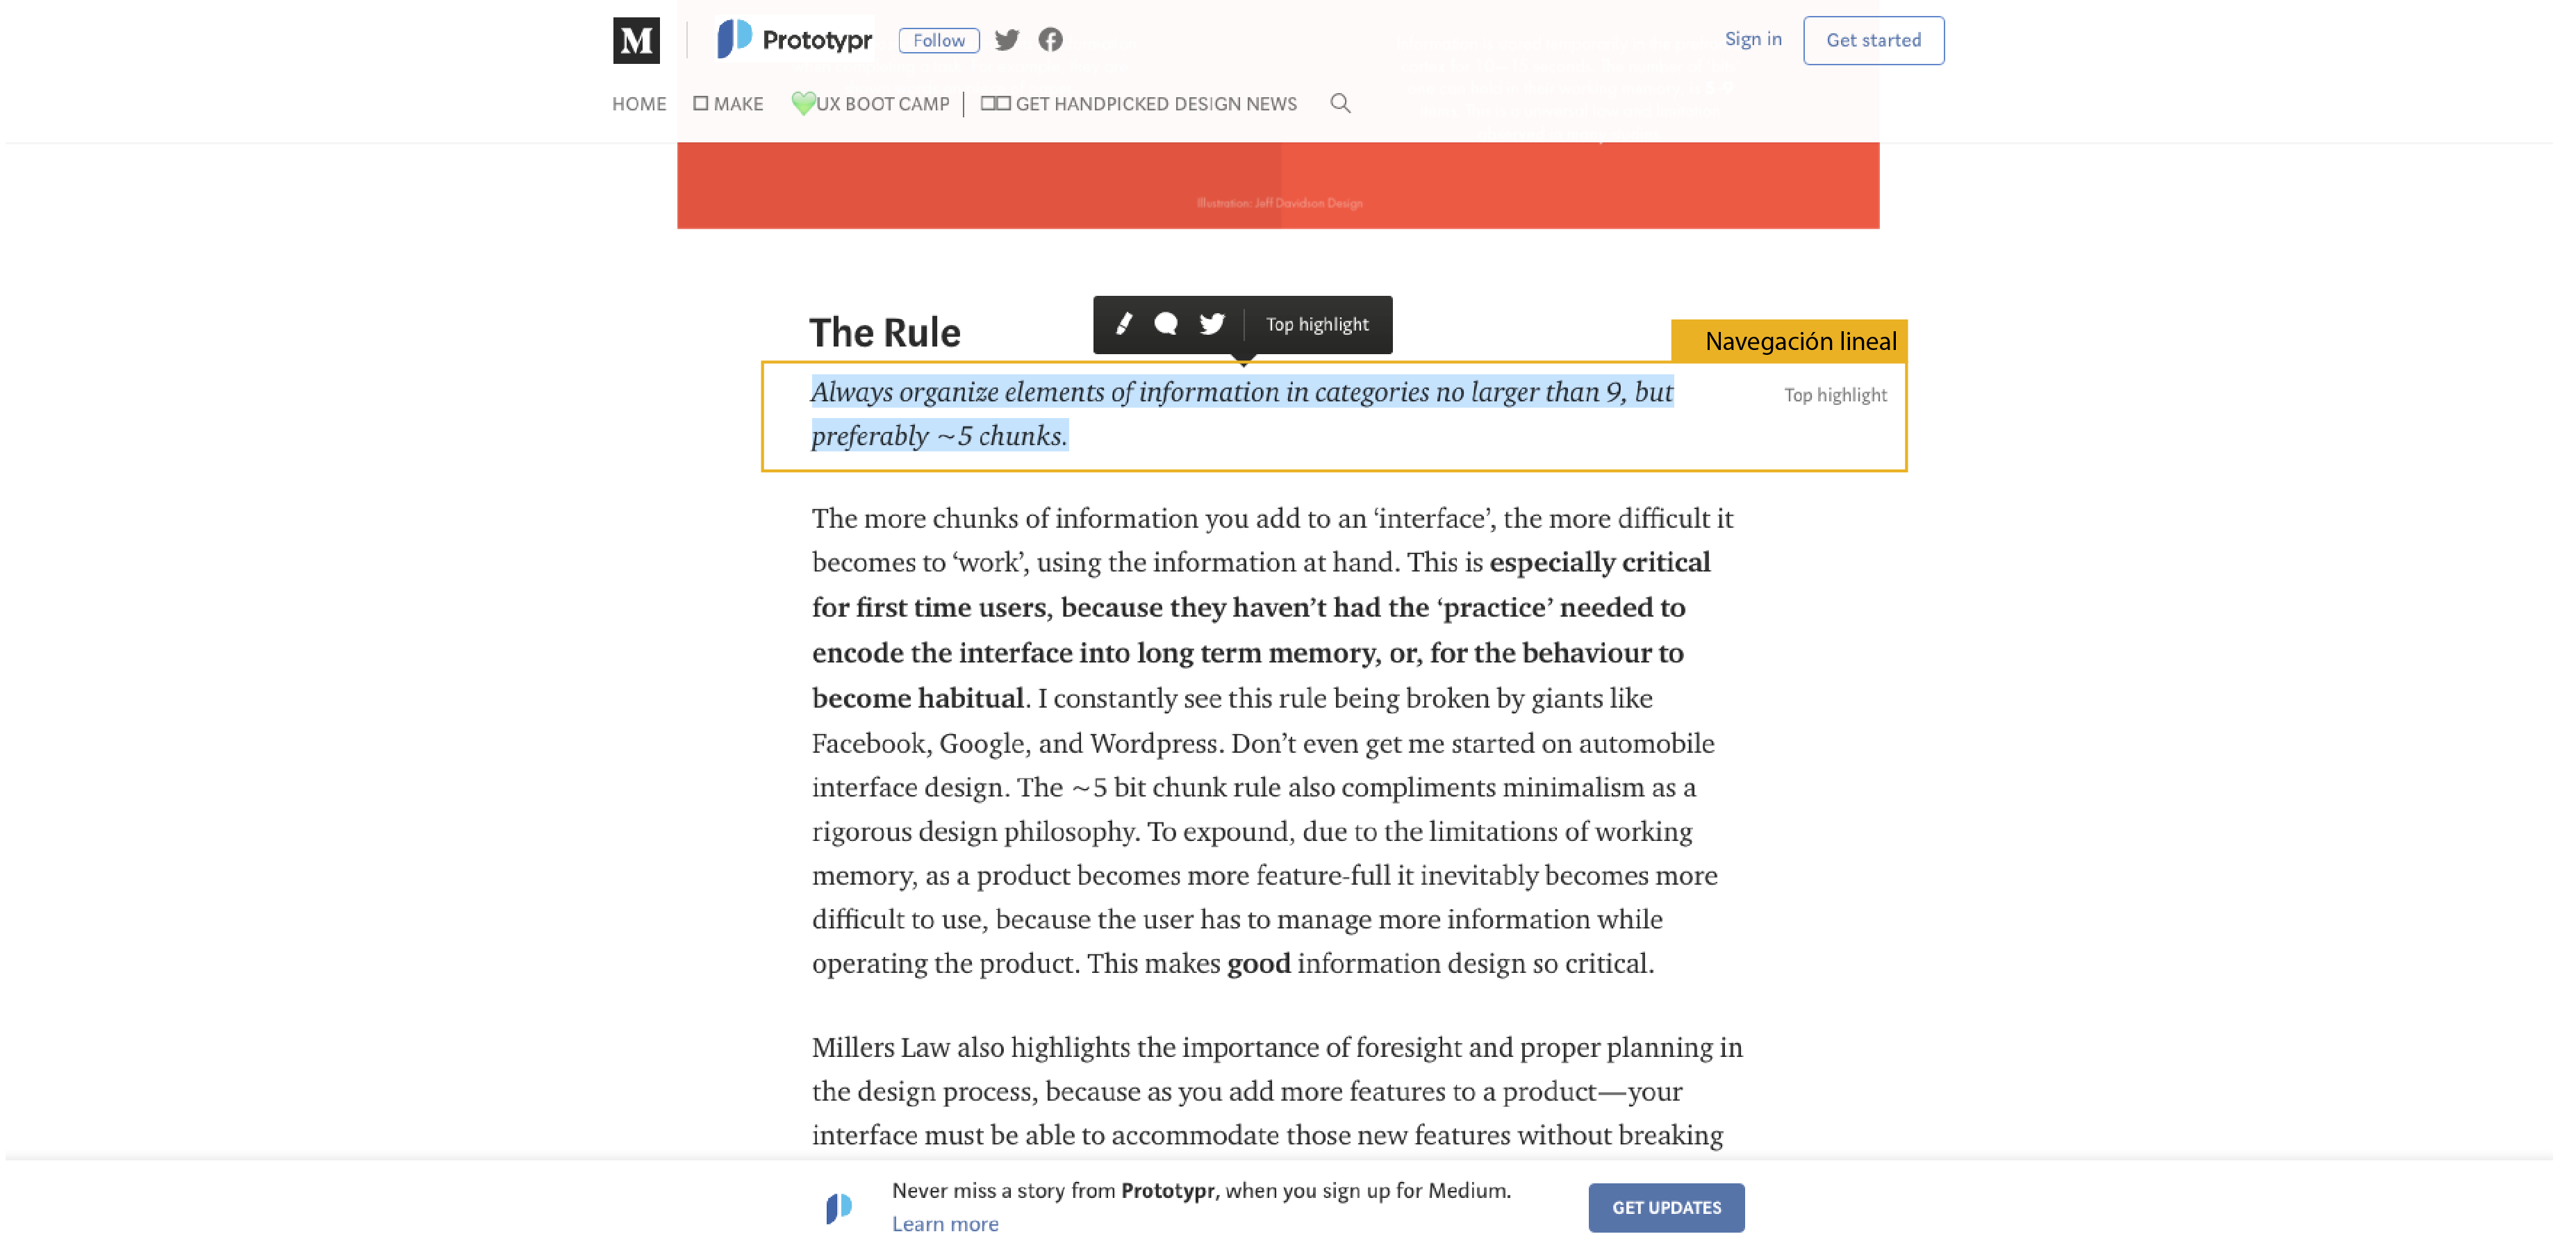 M Prototypr Follow Sign in Get started
HOME MAKE UX BOOT CAMP GET HANDPICKED DESIGN NEWS
Illustration: Jeff Davidson Design
Top highlight
The Rule
Navegación lineal
Always organize elements of information in categories no larger than 9, but
Top highlight
preferably ~5 chunks.
The more chunks of information you add to an ‘interface’, the more difficult it
becomes to ‘work’, using the information at hand. This is especially critical
for first time users, because they haven’t had the ‘practice’ needed to
encode the interface into long term memory, or, for the behaviour to
become habitual. I constantly see this rule being broken by giants like
Facebook, Google, and Wordpress. Don’t even get me started on automobile
interface design. The ~5 bit chunk rule also compliments minimalism as a
rigorous design philosophy. To expound, due to the limitations of working
memory, as a product becomes more feature-full it inevitably becomes more
difficult to use, because the user has to manage more information while
operating the product. This makes good information design so critical.
Millers Law also highlights the importance of foresight and proper planning in
the design process, because as you add more features to a product—your
interface must be able to accommodate those new features without breaking
Never miss a story from Prototypr, when you sign up for Medium.
Learn more
GET UPDATES